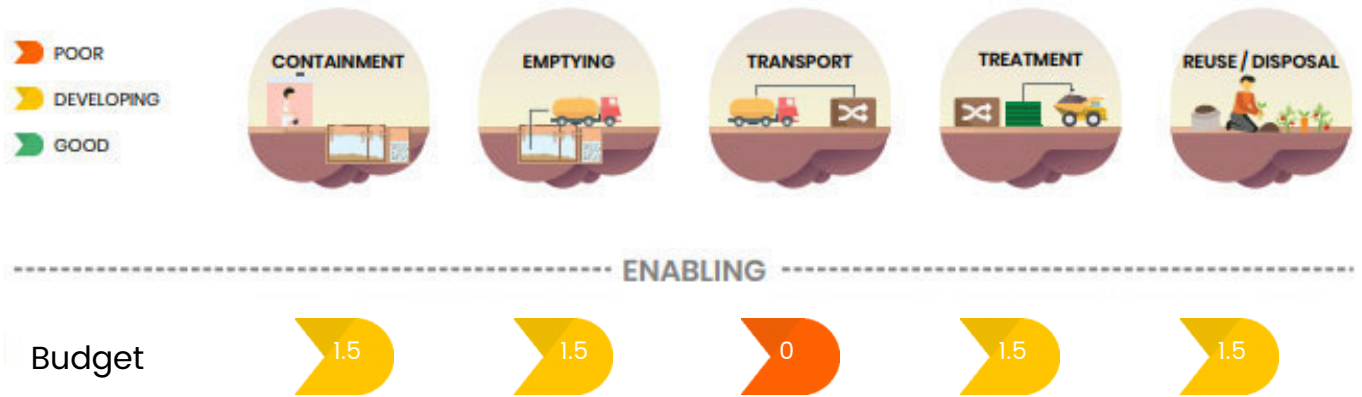 POOR
DEVELOPING
GOOD
CONTAINMENT
EMPTYING
TRANSPORT
TREATMENT
REUSE / DISPOSAL
ENABLING
Budget 1.5 1.5 0 1.5 1.5